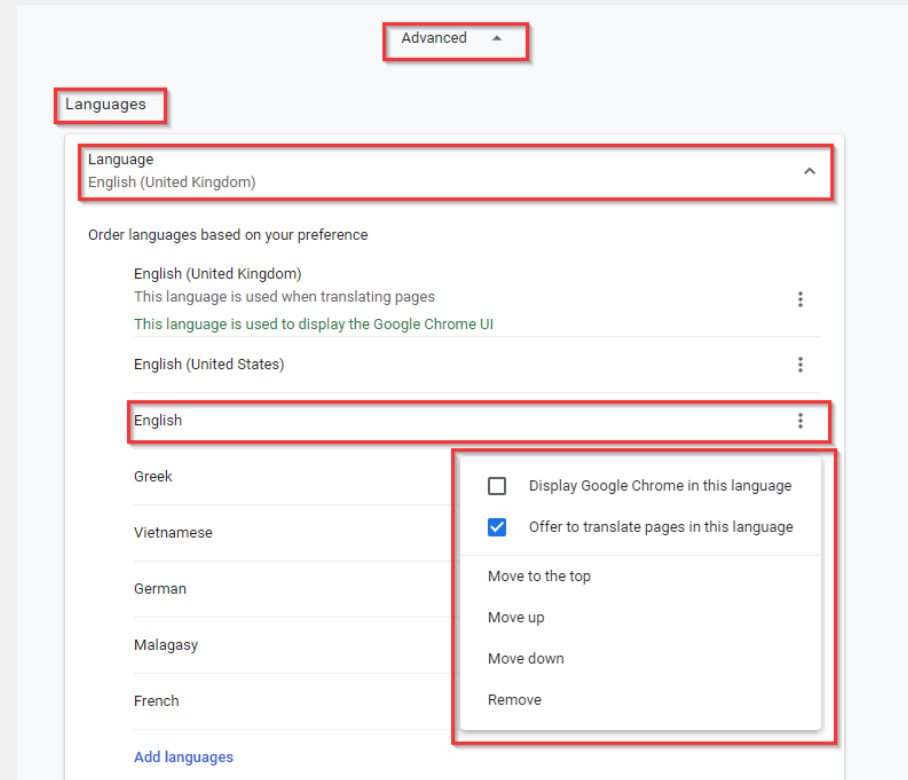 Advanced
Languages
Language
English (United Kingdom)
Order languages based on your preference
English (United Kingdom)
This language is used when translating pages
This language is used to display the Google Chrome UI
English (United States)
English
Greek
Vietnamese
German
Malagasy
French
Add languages
Display Google Chrome in this language
Offer to translate pages in this language
Move to the top
Move up
Move down
Remove